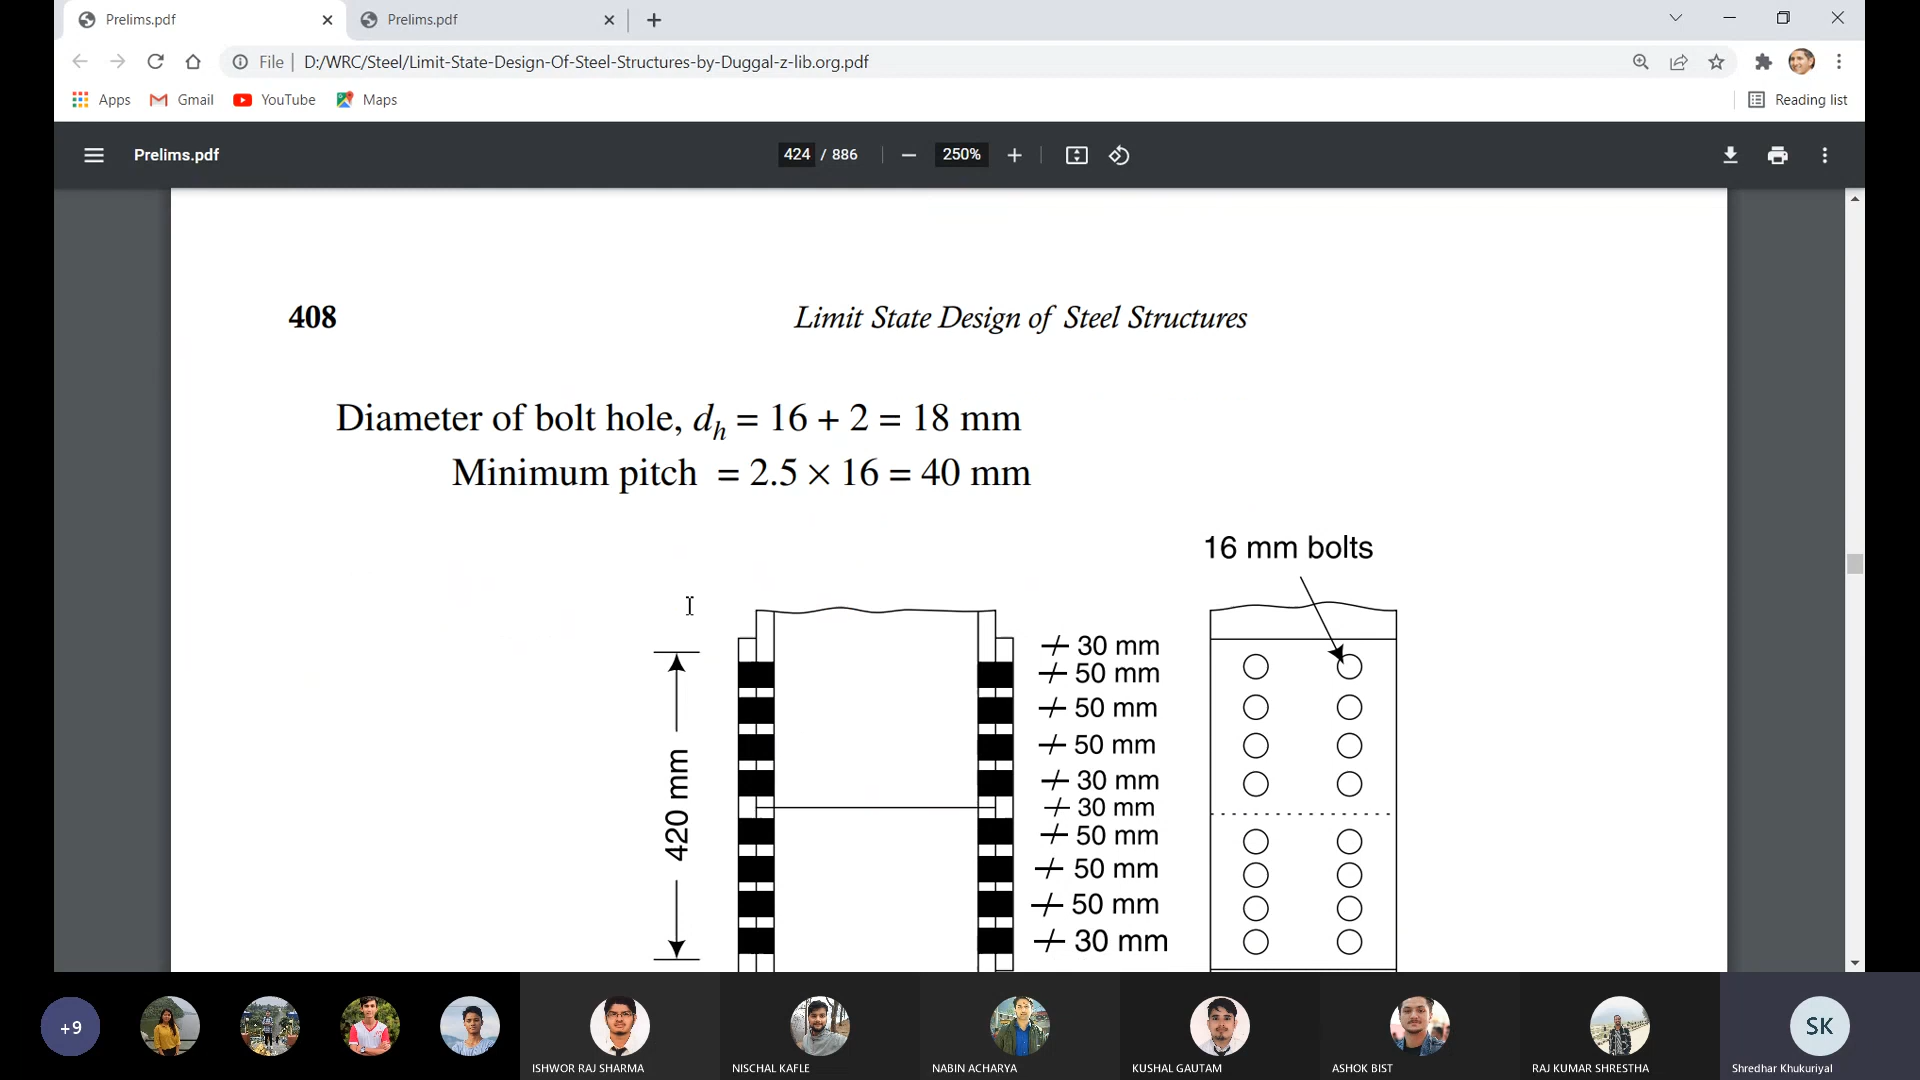 Prelims.pdf
Prelims.pdf
File
D:/WRC/Steel/Limit-State-Design-Of-Steel-Structures-by-Duggal-z-lib.org.pdf
Apps
Gmail
YouTube
Maps
Reading list
Prelims.pdf
424 / 886
250%
408
Limit State Design of Steel Structures
Diameter of bolt hole, dh = 16 + 2 = 18 mm
Minimum pitch = 2.5 × 16 = 40 mm
16 mm bolts
420 mm
30 mm
50 mm
50 mm
50 mm
30 mm
30 mm
50 mm
50 mm
50 mm
30 mm
+9
ISHWOR RAJ SHARMA
NISCHAL KAFLE
NABIN ACHARYA
KUSHAL GAUTAM
ASHOK BIST
RAJ KUMAR SHRESTHA
SK
Shredhar Khukuriyal